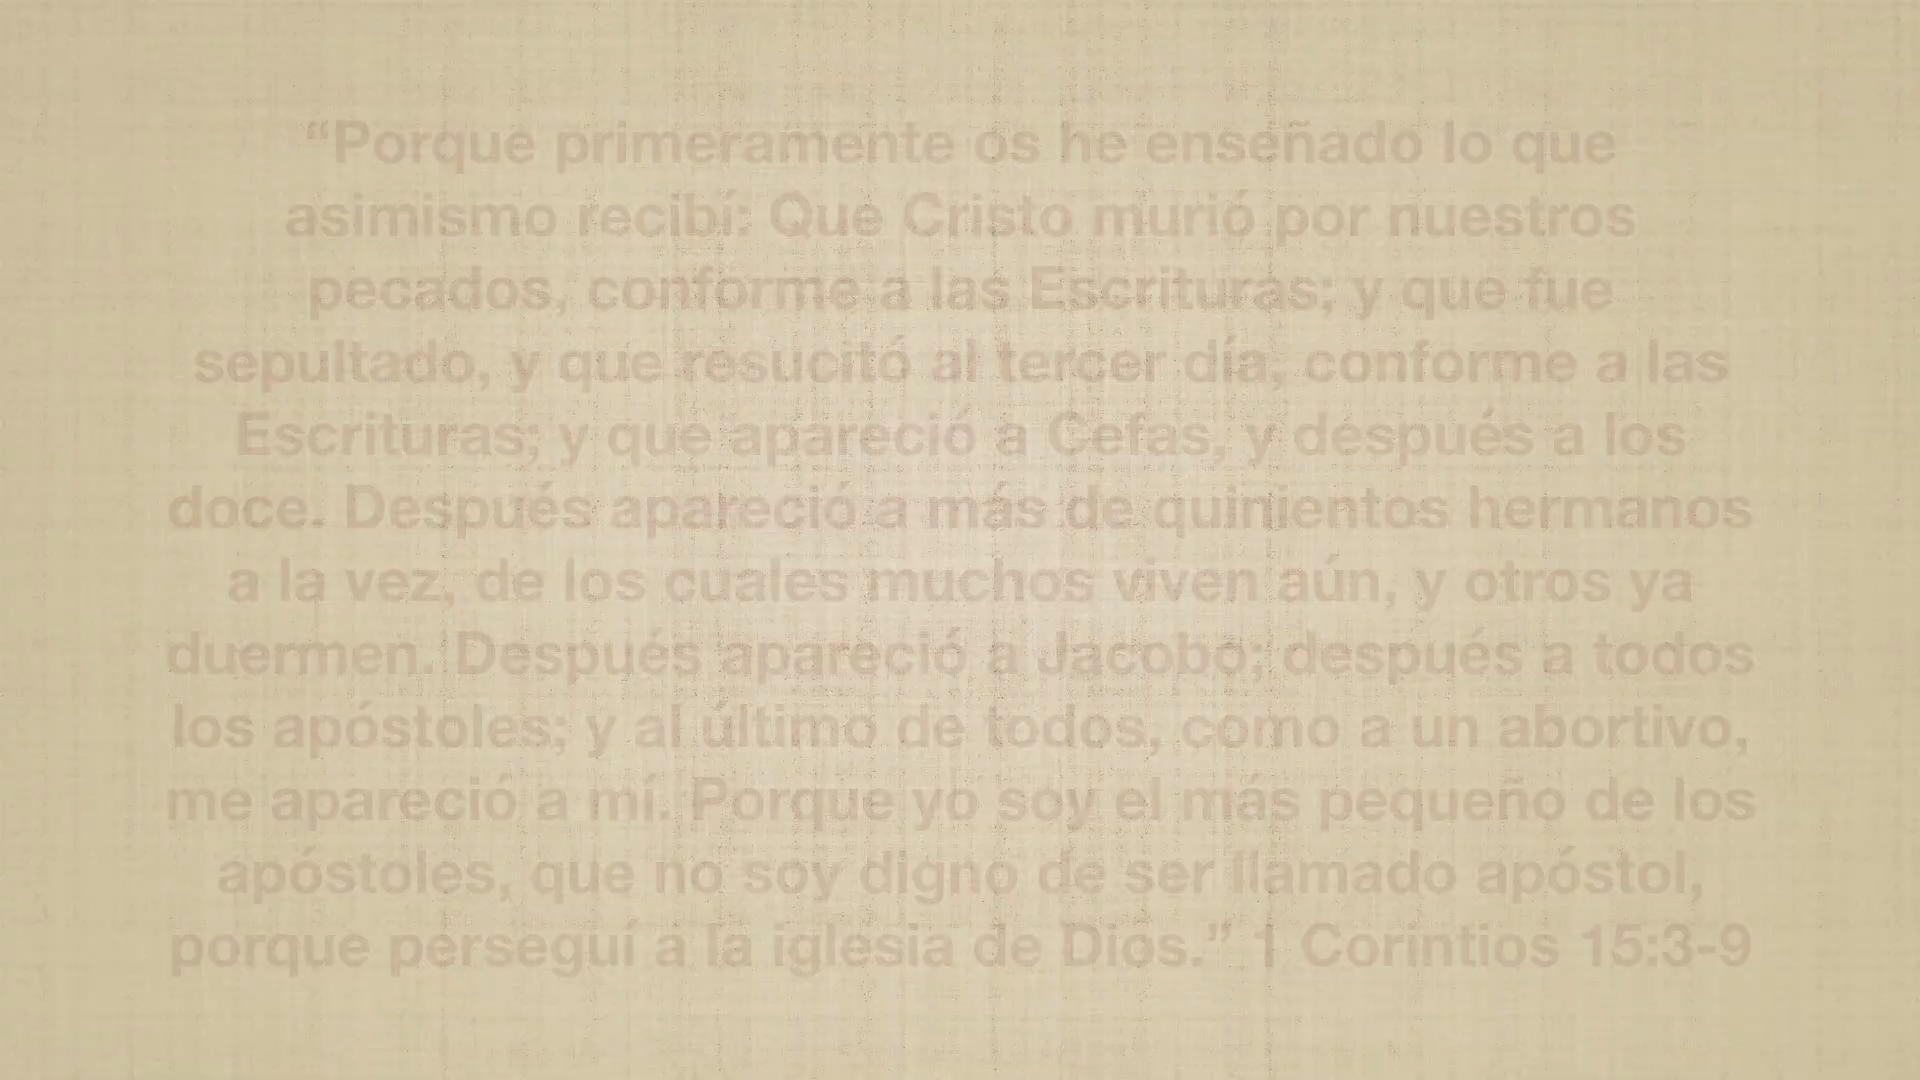 “Porque primeramente os he enseñado lo que
asimismo recibí: Que Cristo murió por nuestros
pecados, conforme a las Escrituras; y que fue
sepultado, y que resucitó al tercer día, conforme a las
Escrituras; y que apareció a Cefas, y después a los
doce. Después apareció a más de quinientos hermanos
a la vez, de los cuales muchos viven aún, y otros ya
duermen. Después apareció a Jacobo; después a todos
los apóstoles; y al último de todos, como a un abortivo,
me apareció a mí. Porque yo soy el más pequeño de los
apóstoles, que no soy digno de ser llamado apóstol,
porque perseguí a la iglesia de Dios.” 1 Corintios 15:3-9